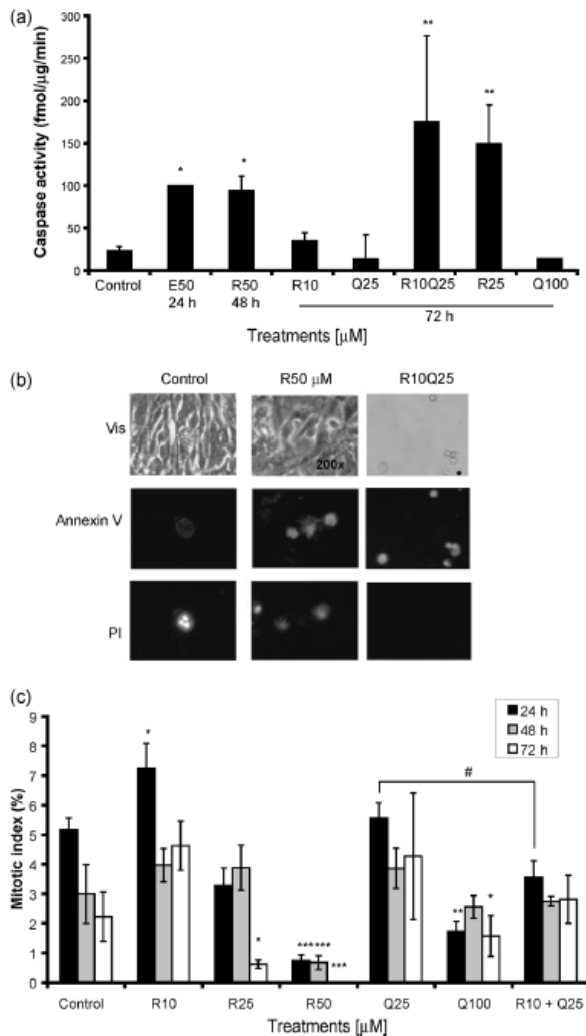 (a)
Caspase activity (fmol/µg/min)
300
250
200
150
100
50
0
*
*
**
**
Control
E50
24 h
R50
48 h
R10
Q25
R10Q25
R25
Q100
72 h
Treatments [µM]
(b)
Control
R50 µM
R10Q25
Vis
200x
Annexin V
PI
(c)
24 h
48 h
72 h
Mitotic index (%)
9
8
7
6
5
4
3
2
1
0
*
*
***
***
***
#
**
*
Control
R10
R25
R50
Q25
Q100
R10 + Q25
Treatments [µM]